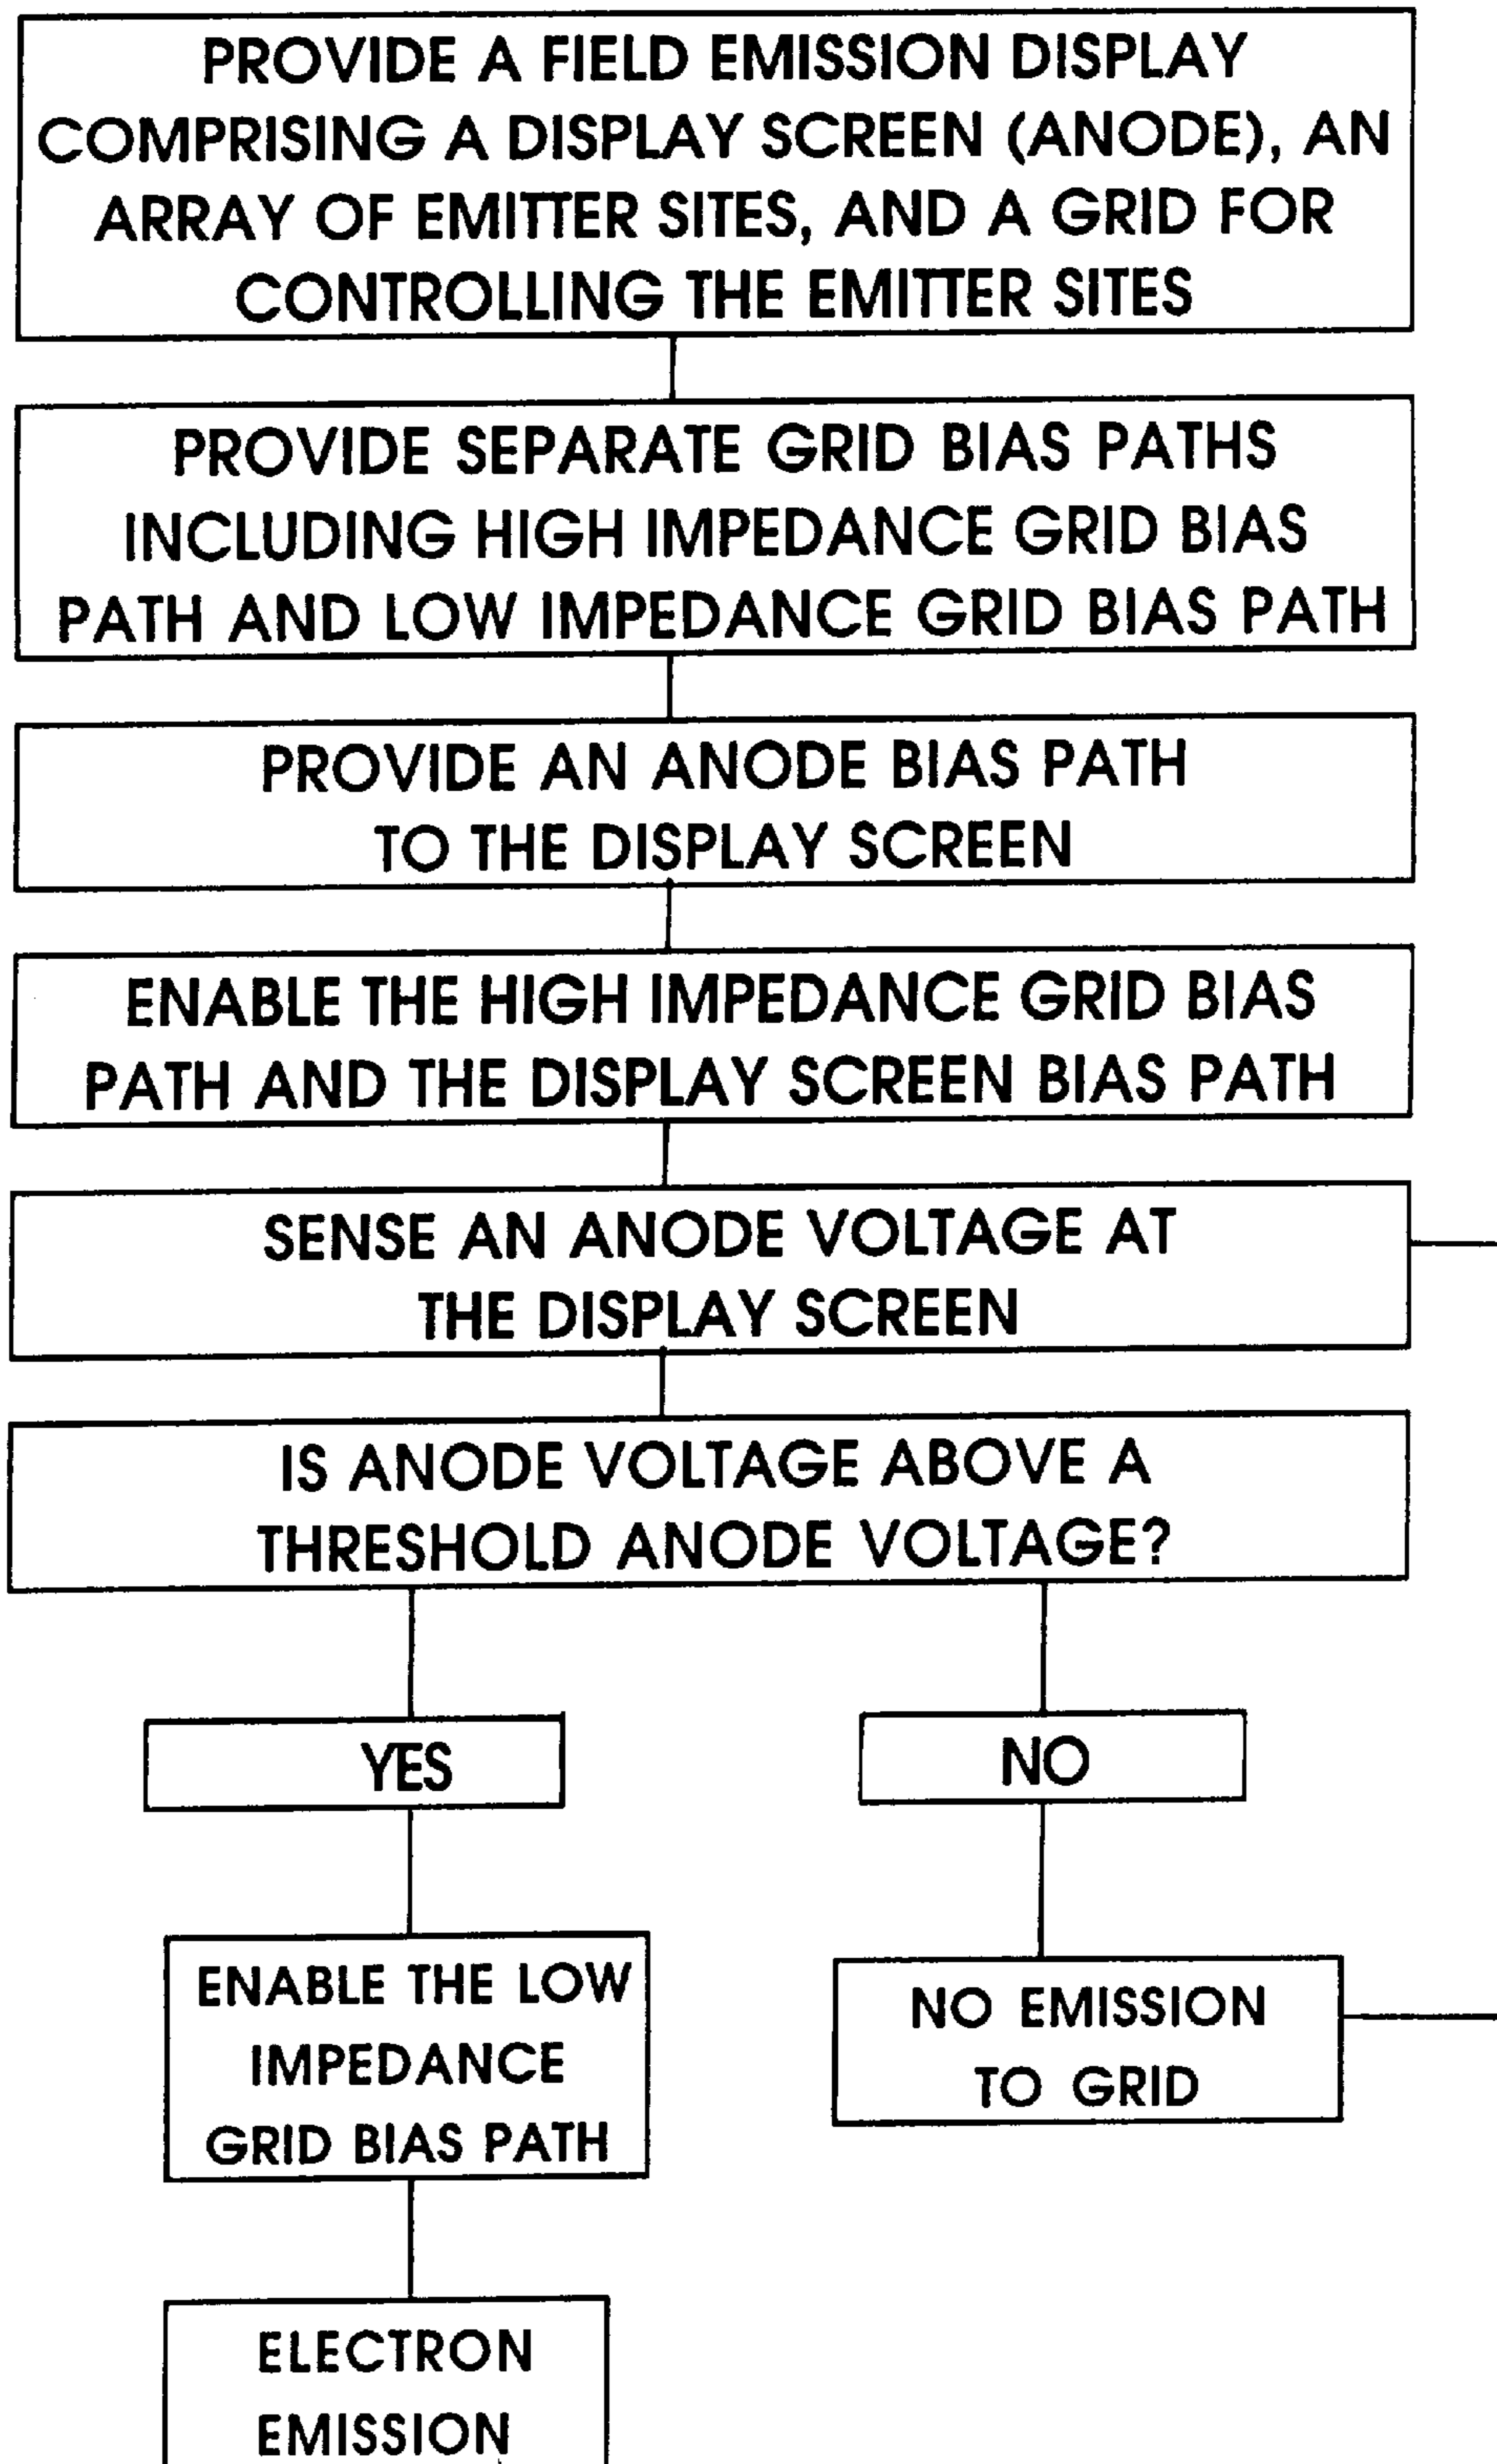 PROVIDE A FIELD EMISSION DISPLAY
COMPRISING A DISPLAY SCREEN (ANODE), AN
ARRAY OF EMITTER SITES, AND A GRID FOR
CONTROLLING THE EMITTER SITES
PROVIDE SEPARATE GRID BIAS PATHS
INCLUDING HIGH IMPEDANCE GRID BIAS
PATH AND LOW IMPEDANCE GRID BIAS PATH
PROVIDE AN ANODE BIAS PATH
TO THE DISPLAY SCREEN
ENABLE THE HIGH IMPEDANCE GRID BIAS
PATH AND THE DISPLAY SCREEN BIAS PATH
SENSE AN ANODE VOLTAGE AT
THE DISPLAY SCREEN
IS ANODE VOLTAGE ABOVE A
THRESHOLD ANODE VOLTAGE?
YES
NO
ENABLE THE LOW
IMPEDANCE
GRID BIAS PATH
NO EMISSION
TO GRID
ELECTRON
EMISSION